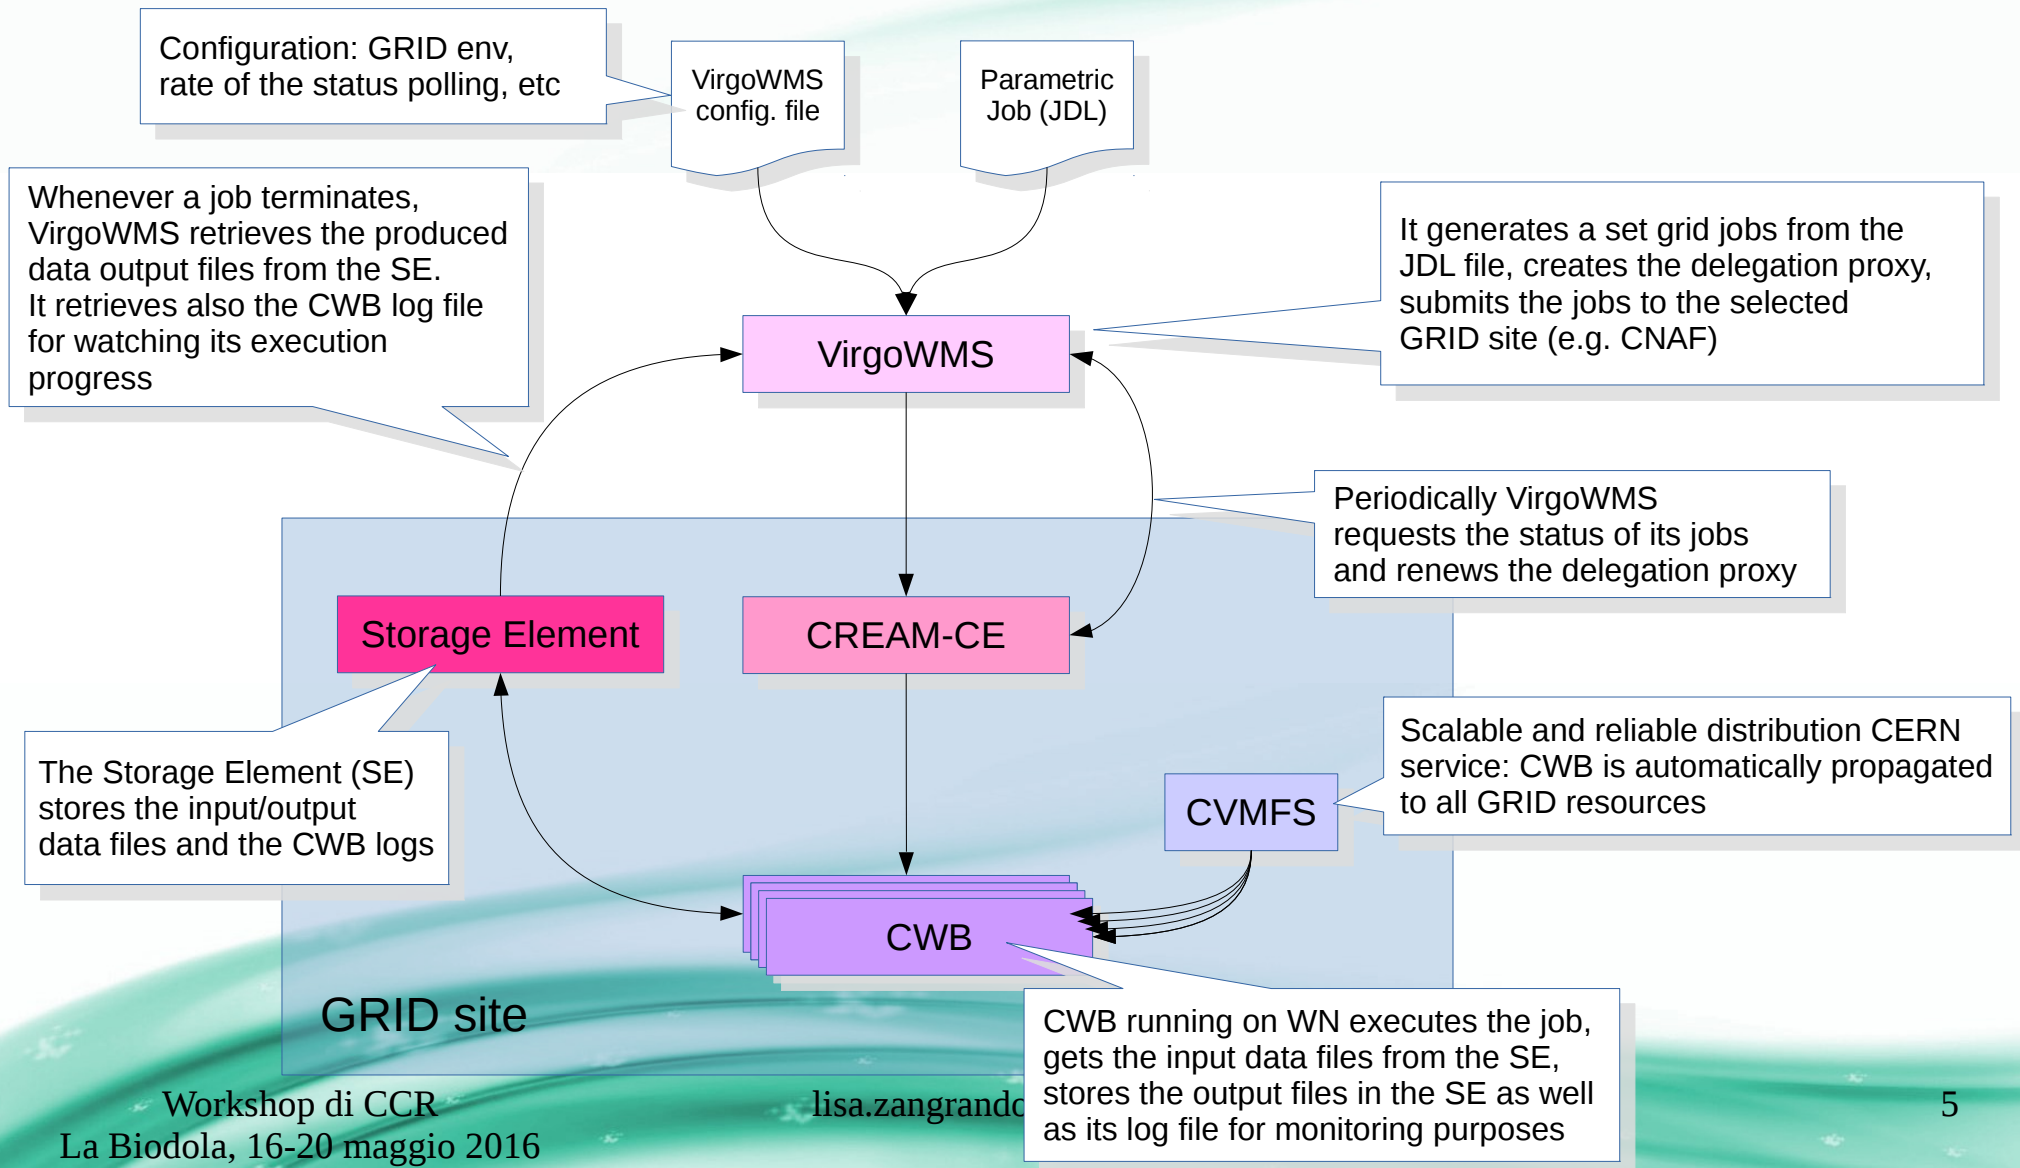 Configuration: GRID env,
rate of the status polling, etc
VirgoWMS
config. file
Parametric
Job (JDL)
Whenever a job terminates,
VirgoWMS retrieves the produced
data output files from the SE.
It retrieves also the CWB log file
for watching its execution
progress
It generates a set grid jobs from the
JDL file, creates the delegation proxy,
submits the jobs to the selected
GRID site (e.g. CNAF)
VirgoWMS
Periodically VirgoWMS
requests the status of its jobs
and renews the delegation proxy
Storage Element
CREAM-CE
The Storage Element (SE)
stores the input/output
data files and the CWB logs
Scalable and reliable distribution CERN
service: CWB is automatically propagated
to all GRID resources
CVMFS
CWB
GRID site
CWB running on WN executes the job,
gets the input data files from the SE,
stores the output files in the SE as well
as its log file for monitoring purposes
Workshop di CCR
La Biodola, 16-20 maggio 2016
lisa.zangrando
5